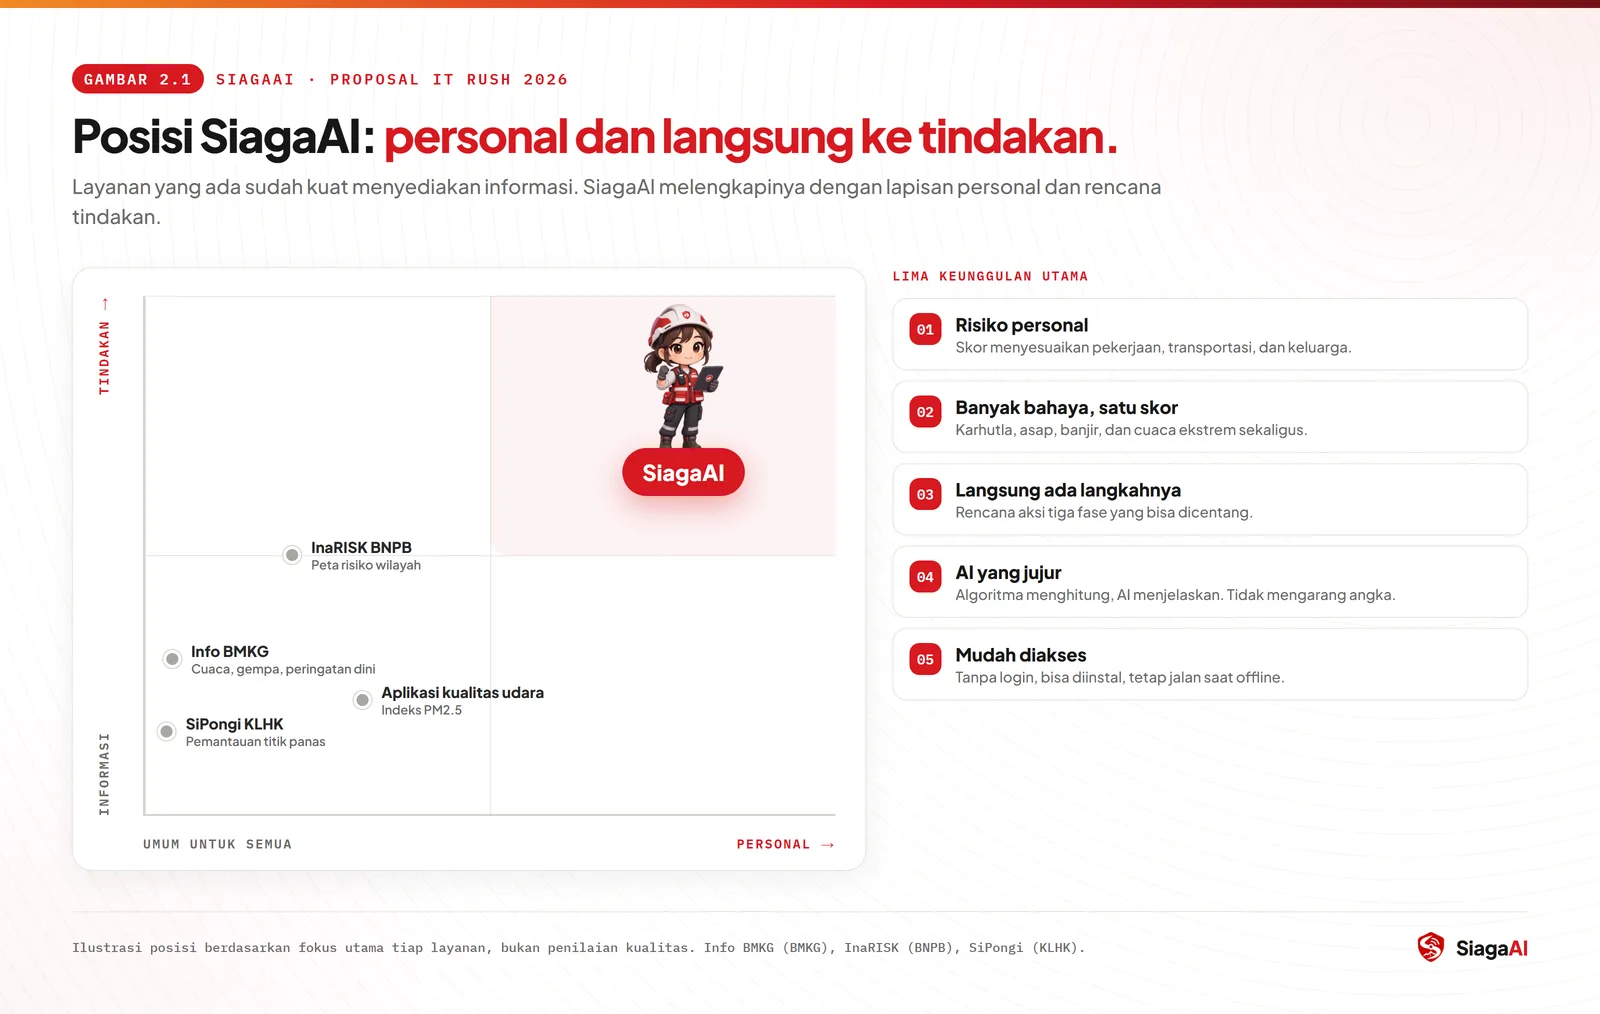 GAMBAR 2.1 SIAGAAI · PROPOSAL IT RUSH 2026
Posisi SiagaAI: personal dan langsung ke tindakan.
Layanan yang ada sudah kuat menyediakan informasi. SiagaAI melengkapinya dengan lapisan personal dan rencana
tindakan.
TINDAKAN →
INFORMASI
SiagaAI
InaRISK BNPB
Peta risiko wilayah
Info BMKG
Cuaca, gempa, peringatan dini
Aplikasi kualitas udara
Indeks PM2.5
SiPongi KLHK
Pemantauan titik panas
UMUM UNTUK SEMUA
PERSONAL →
LIMA KEUNGGULAN UTAMA
01
Risiko personal
Skor menyesuaikan pekerjaan, transportasi, dan keluarga.
02
Banyak bahaya, satu skor
Karhutla, asap, banjir, dan cuaca ekstrem sekaligus.
03
Langsung ada langkahnya
Rencana aksi tiga fase yang bisa dicentang.
04
AI yang jujur
Algoritma menghitung, AI menjelaskan. Tidak mengarang angka.
05
Mudah diakses
Tanpa login, bisa diinstal, tetap jalan saat offline.
Ilustrasi posisi berdasarkan fokus utama tiap layanan, bukan penilaian kualitas. Info BMKG (BMKG), InaRISK (BNPB), SiPongi (KLHK).
SiagaAI